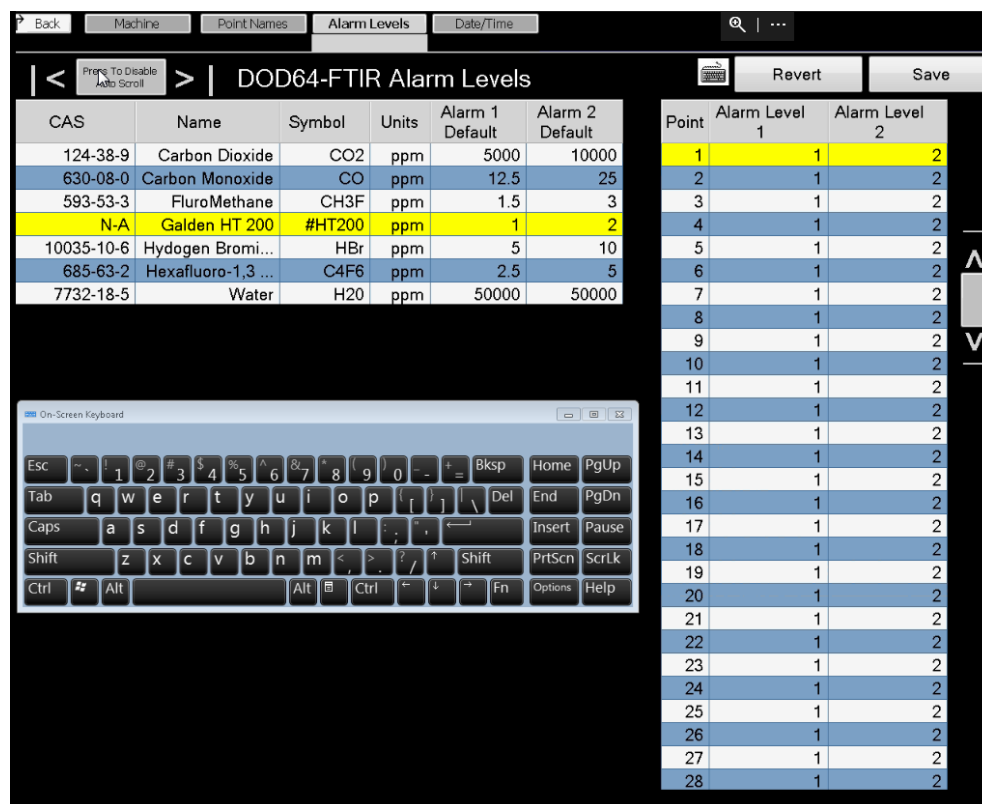 Back Machine Point Names Alarm Levels Date/Time
|< Press To Disable Auto Scroll >| DOD64-FTIR Alarm Levels Revert Save
CAS Name Symbol Units Alarm 1 Default Alarm 2 Default
124-38-9 Carbon Dioxide CO2 ppm 5000 10000
630-08-0 Carbon Monoxide CO ppm 12.5 25
593-53-3 FluroMethane CH3F ppm 1.5 3
N-A Galden HT 200 #HT200 ppm 1 2
10035-10-6 Hydogen Bromi... HBr ppm 5 10
685-63-2 Hexafluoro-1,3 ... C4F6 ppm 2.5 5
7732-18-5 Water H20 ppm 50000 50000
Point Alarm Level 1 Alarm Level 2
1 1 2
2 1 2
3 1 2
4 1 2
5 1 2
6 1 2
7 1 2
8 1 2
9 1 2
10 1 2
11 1 2
12 1 2
13 1 2
14 1 2
15 1 2
16 1 2
17 1 2
18 1 2
19 1 2
20 1 2
21 1 2
22 1 2
23 1 2
24 1 2
25 1 2
26 1 2
27 1 2
28 1 2
On-Screen Keyboard
Esc ~ ` ! 1 @ 2 # 3 $ 4 % 5 ^ 6 & 7 * 8 ( 9 ) 0 _ - + = Bksp Home PgUp
Tab q w e r t y u i o p { [ } ] | \ Del End PgDn
Caps a s d f g h j k l : ; " ' Insert Pause
Shift z x c v b n m < , > . ? / ↑ Shift PrtScn ScrLk
Ctrl Alt Alt Ctrl ← ↓ → Fn Options Help